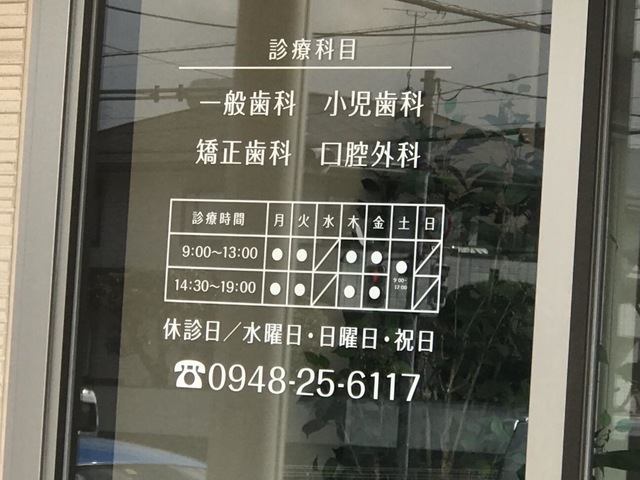 診療科目
一般歯科 小児歯科
矯正歯科 口腔外科
診療時間 月 火 水 木 金 土 日
9:00〜13:00 ● ● ／ ● ● ● ／
14:30〜19:00 ● ● ／ ● ● ／
休診日／水曜日・日曜日・祝日
☎0948-25-6117